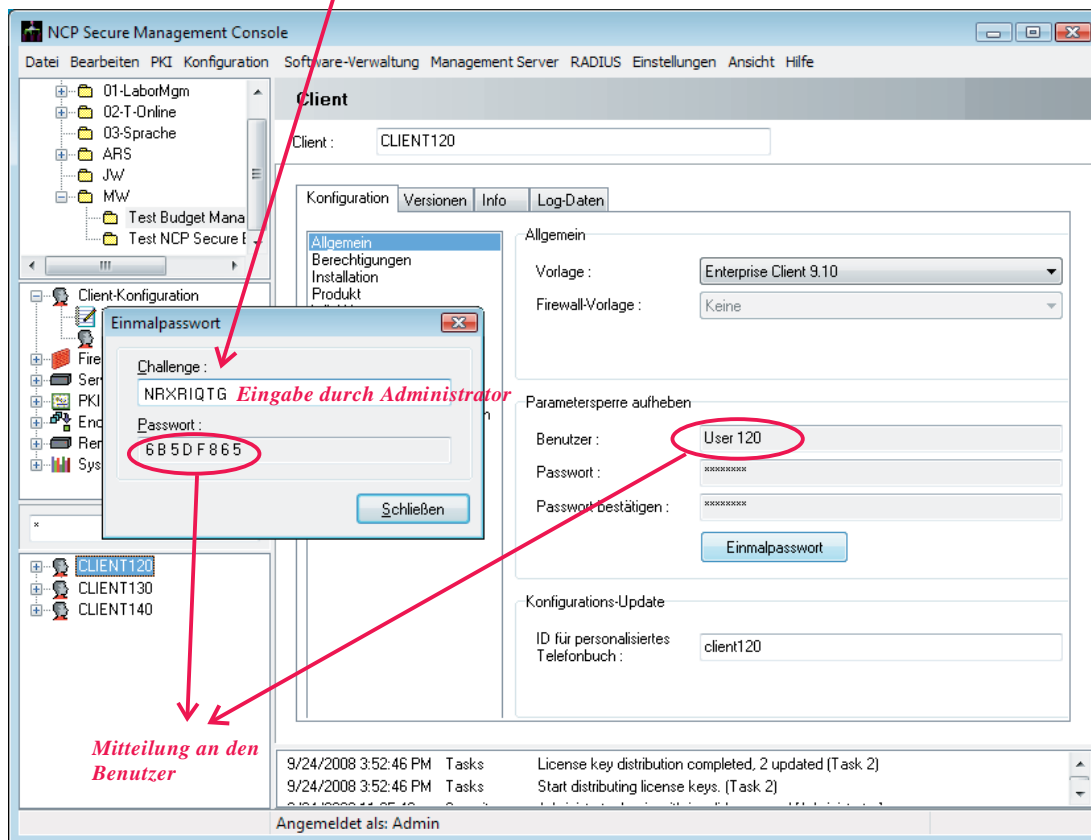 NCP Secure Management Console
Datei Bearbeiten PKI Konfiguration Software-Verwaltung Management Server RADIUS Einstellungen Ansicht Hilfe
01-LaborMgm
02-T-Online
03-Sprache
ARS
JW
MW
Test Budget Mana
Test NCP Secure E
Client
Client : CLIENT120
Konfiguration Versionen Info Log-Daten
Allgemein
Berechtigungen
Installation
Produkt
Allgemein
Vorlage : Enterprise Client 9.10
Firewall-Vorlage : Keine
Client-Konfiguration
Fire
Ser
PKI
End
Rem
Sys
Einmalpasswort
Challenge :
NRXRIQTG Eingabe durch Administrator
Passwort :
6B5DF865
Schließen
Parametersperre aufheben
Benutzer : User 120
Passwort : ********
Passwort bestätigen : ********
Einmalpasswort
*
CLIENT120
CLIENT130
CLIENT140
Konfigurations-Update
ID für personalisiertes
Telefonbuch : client120
Mitteilung an den
Benutzer
9/24/2008 3:52:46 PM Tasks License key distribution completed, 2 updated (Task 2)
9/24/2008 3:52:46 PM Tasks Start distributing license keys. (Task 2)
Angemeldet als: Admin